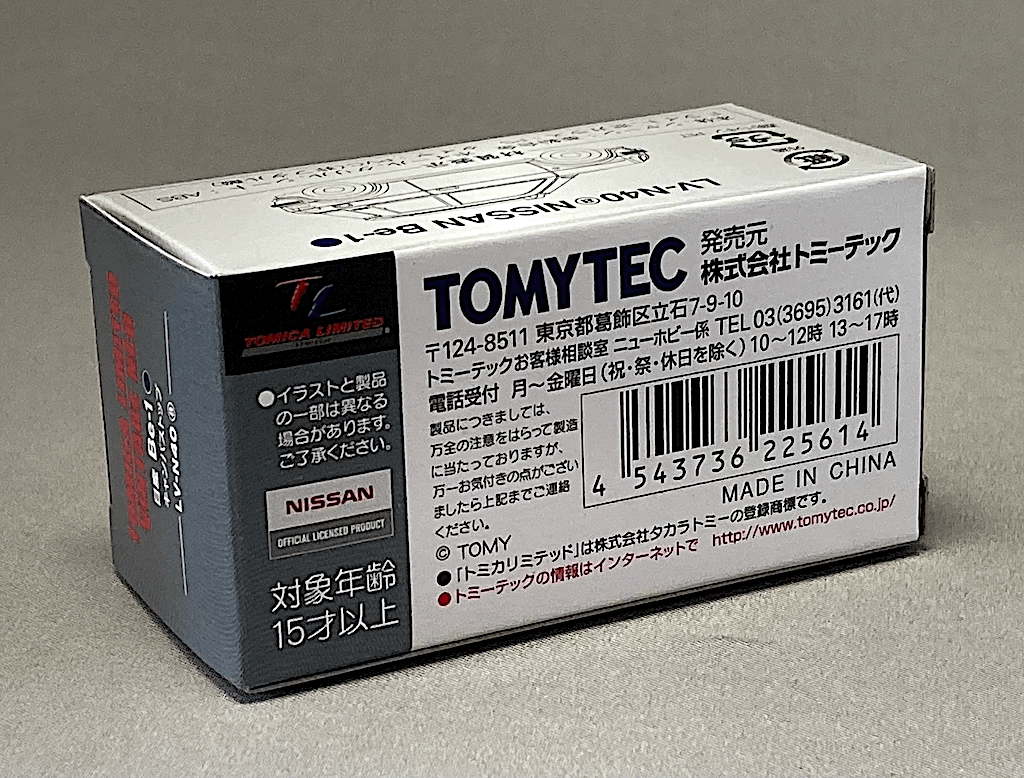 LV-N40ⓐ NISSAN Be-1
TOMICA LIMITED
●イラストと製品
の一部は異なる
場合があります。
ご了承ください。
NISSAN
OFFICIAL LICENSED PRODUCT
対象年齢
15才以上
TOMYTEC
発売元
株式会社トミーテック
〒124-8511 東京都葛飾区立石7-9-10
トミーテックお客様相談室 ニューホビー係 TEL 03(3695)3161(代)
電話受付 月～金曜日(祝・祭・休日を除く) 10～12時 13～17時
製品につきましては、
万全の注意をはらって製造
に当たっておりますが、
万一お気付きの点がござい
ましたら上記までご連絡
ください。
4 543736 225614
MADE IN CHINA
© TOMY
●「トミカリミテッド」は株式会社タカラトミーの登録商標です。
●トミーテックの情報はインターネットで http://www.tomytec.co.jp/
LV-N40ⓐ
Be-1